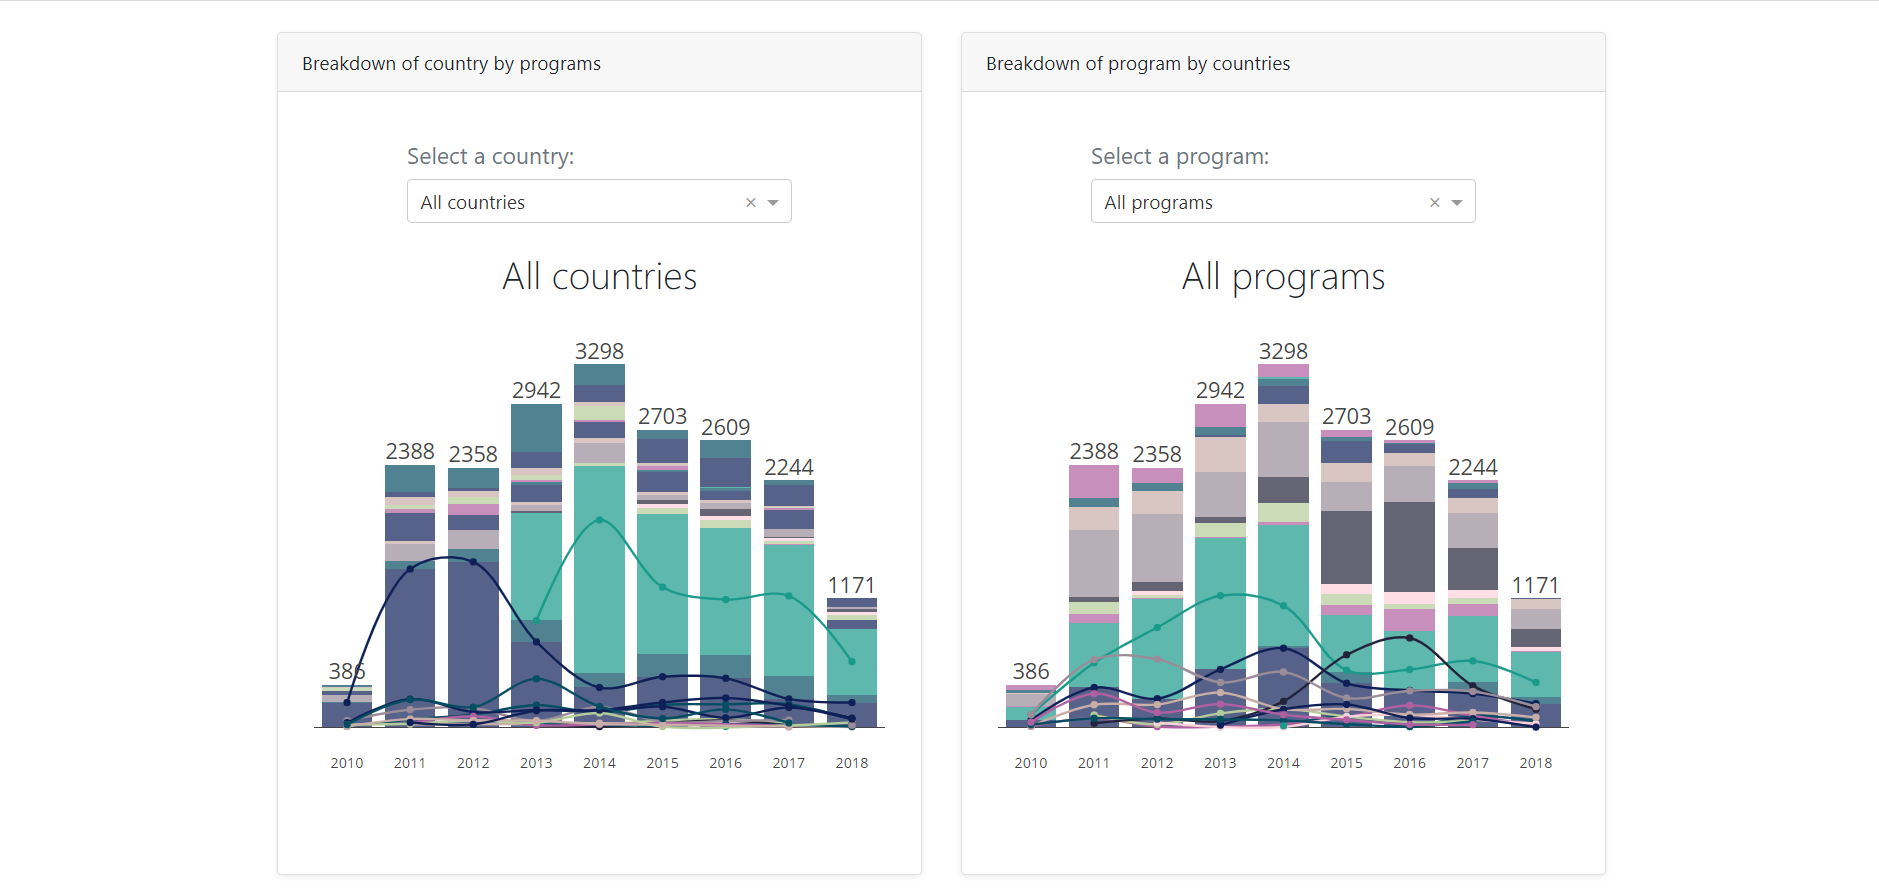 Breakdown of country by programs
Select a country:
All countries
All countries
3298
2942
2703
2609
2388
2358
2244
1171
386
2010 2011 2012 2013 2014 2015 2016 2017 2018
Breakdown of program by countries
Select a program:
All programs
All programs
3298
2942
2703
2609
2388
2358
2244
1171
386
2010 2011 2012 2013 2014 2015 2016 2017 2018